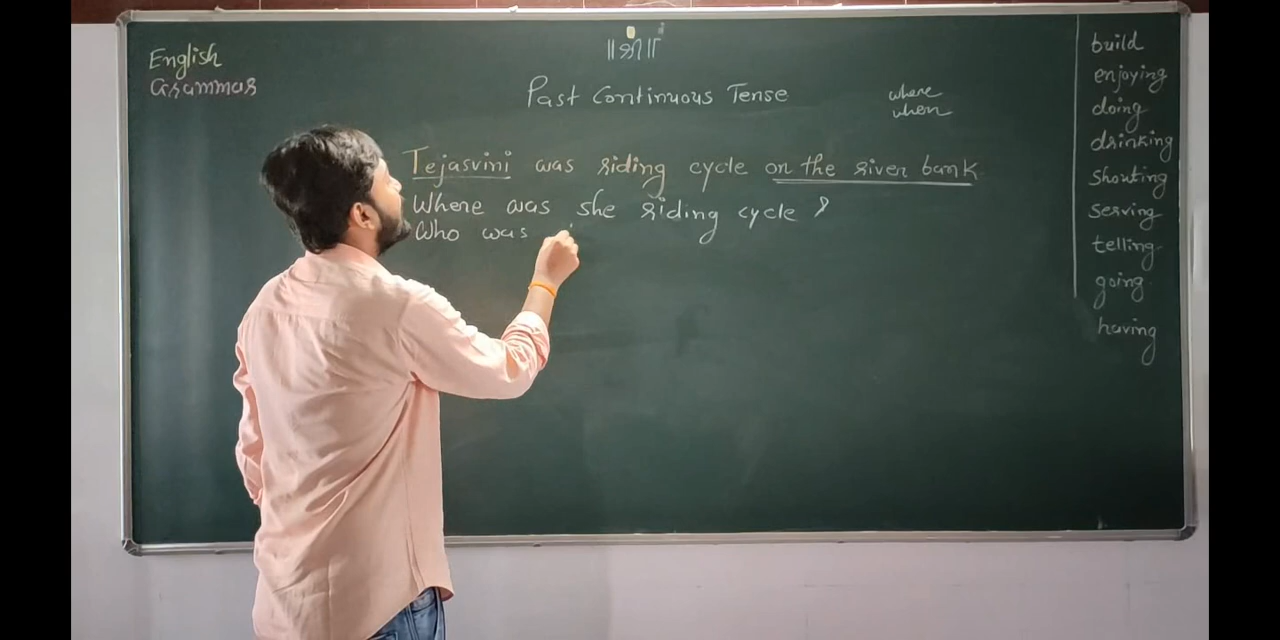 English
Grammar
॥ श्री ॥
Past Continuous Tense
where
when
Tejasvini was riding cycle on the river bank
Where was she riding cycle ?
Who was
build
enjoying
doing
drinking
shouting
serving
telling
going
having